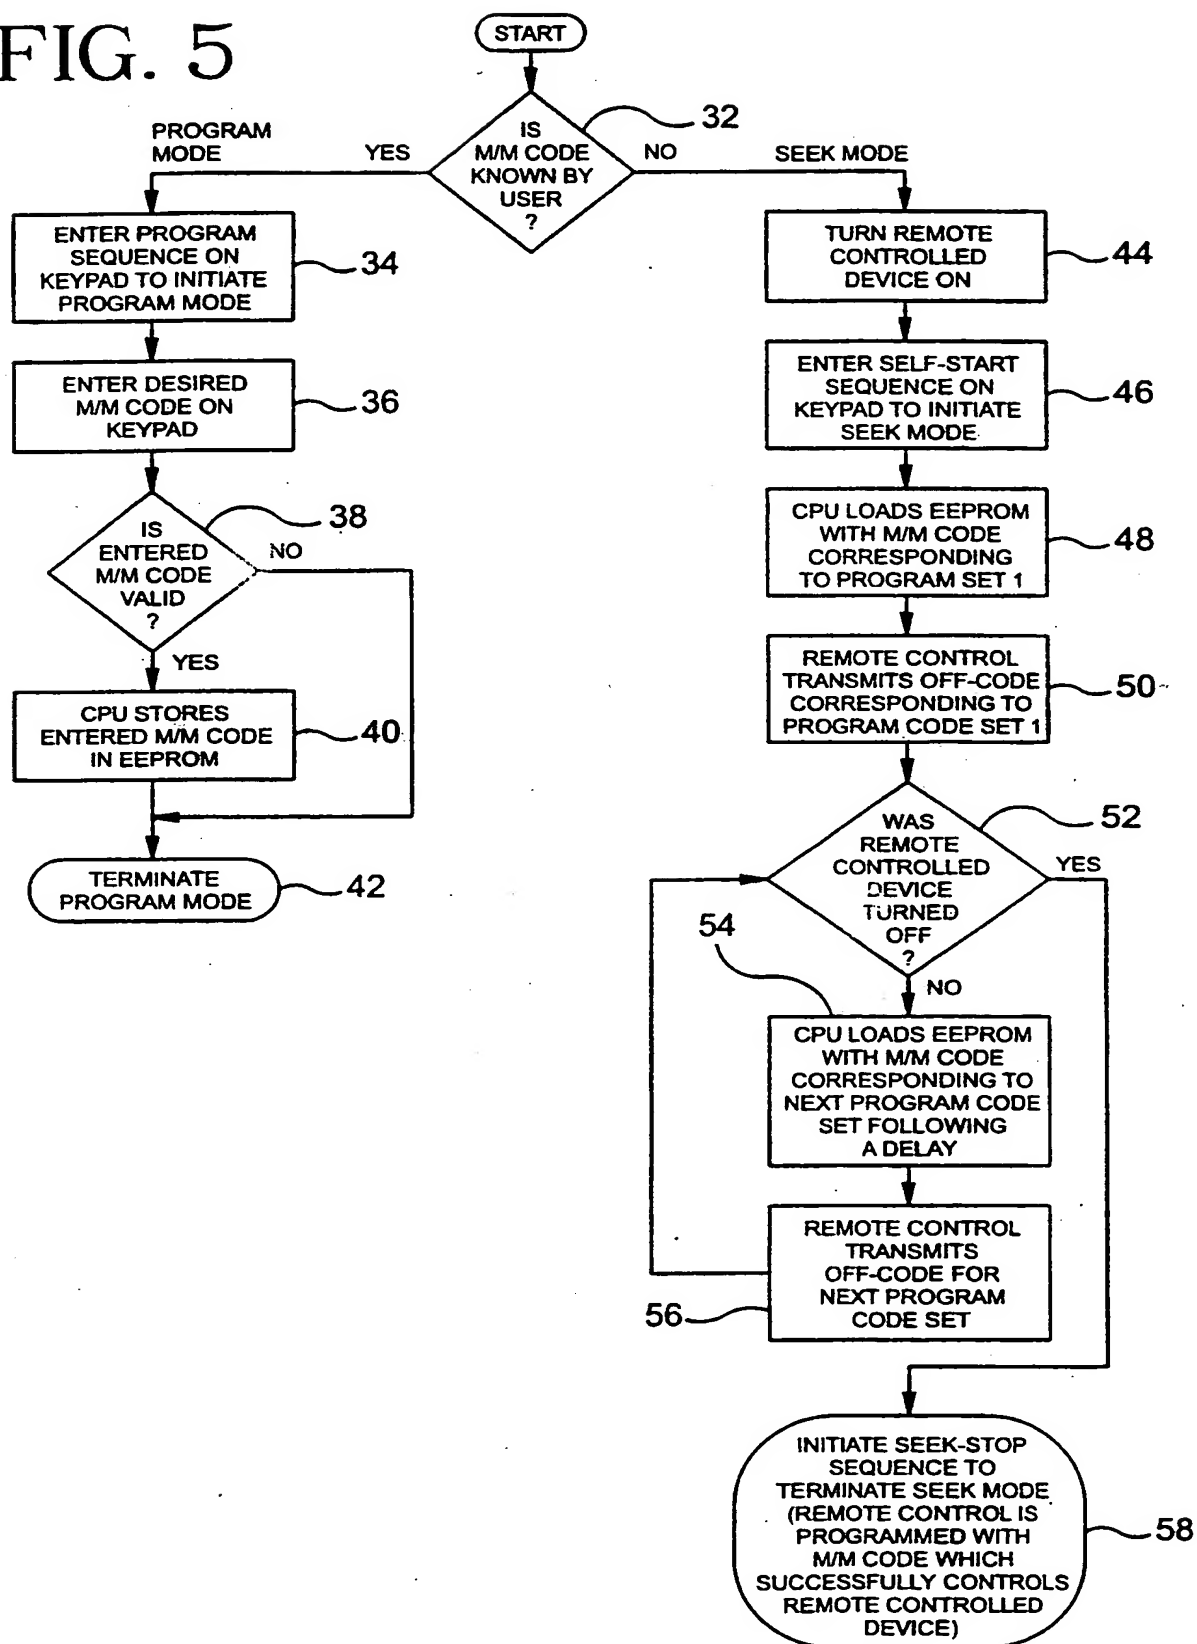 FIG. 5
START
IS
M/M CODE
KNOWN BY
USER
?
32
PROGRAM
MODE
YES
NO
SEEK MODE
ENTER PROGRAM
SEQUENCE ON
KEYPAD TO INITIATE
PROGRAM MODE
34
ENTER DESIRED
M/M CODE ON
KEYPAD
36
IS
ENTERED
M/M CODE
VALID
?
38
NO
YES
CPU STORES
ENTERED M/M CODE
IN EEPROM
40
TERMINATE
PROGRAM MODE
42
TURN REMOTE
CONTROLLED
DEVICE ON
44
ENTER SELF-START
SEQUENCE ON
KEYPAD TO INITIATE
SEEK MODE
46
CPU LOADS EEPROM
WITH M/M CODE
CORRESPONDING
TO PROGRAM SET 1
48
REMOTE CONTROL
TRANSMITS OFF-CODE
CORRESPONDING TO
PROGRAM CODE SET 1
50
WAS
REMOTE
CONTROLLED
DEVICE
TURNED
OFF
?
52
YES
NO
54
CPU LOADS EEPROM
WITH M/M CODE
CORRESPONDING TO
NEXT PROGRAM CODE
SET FOLLOWING
A DELAY
REMOTE CONTROL
TRANSMITS
OFF-CODE FOR
NEXT PROGRAM
CODE SET
56
INITIATE SEEK-STOP
SEQUENCE TO
TERMINATE SEEK MODE
(REMOTE CONTROL IS
PROGRAMMED WITH
M/M CODE WHICH
SUCCESSFULLY CONTROLS
REMOTE CONTROLLED
DEVICE)
58